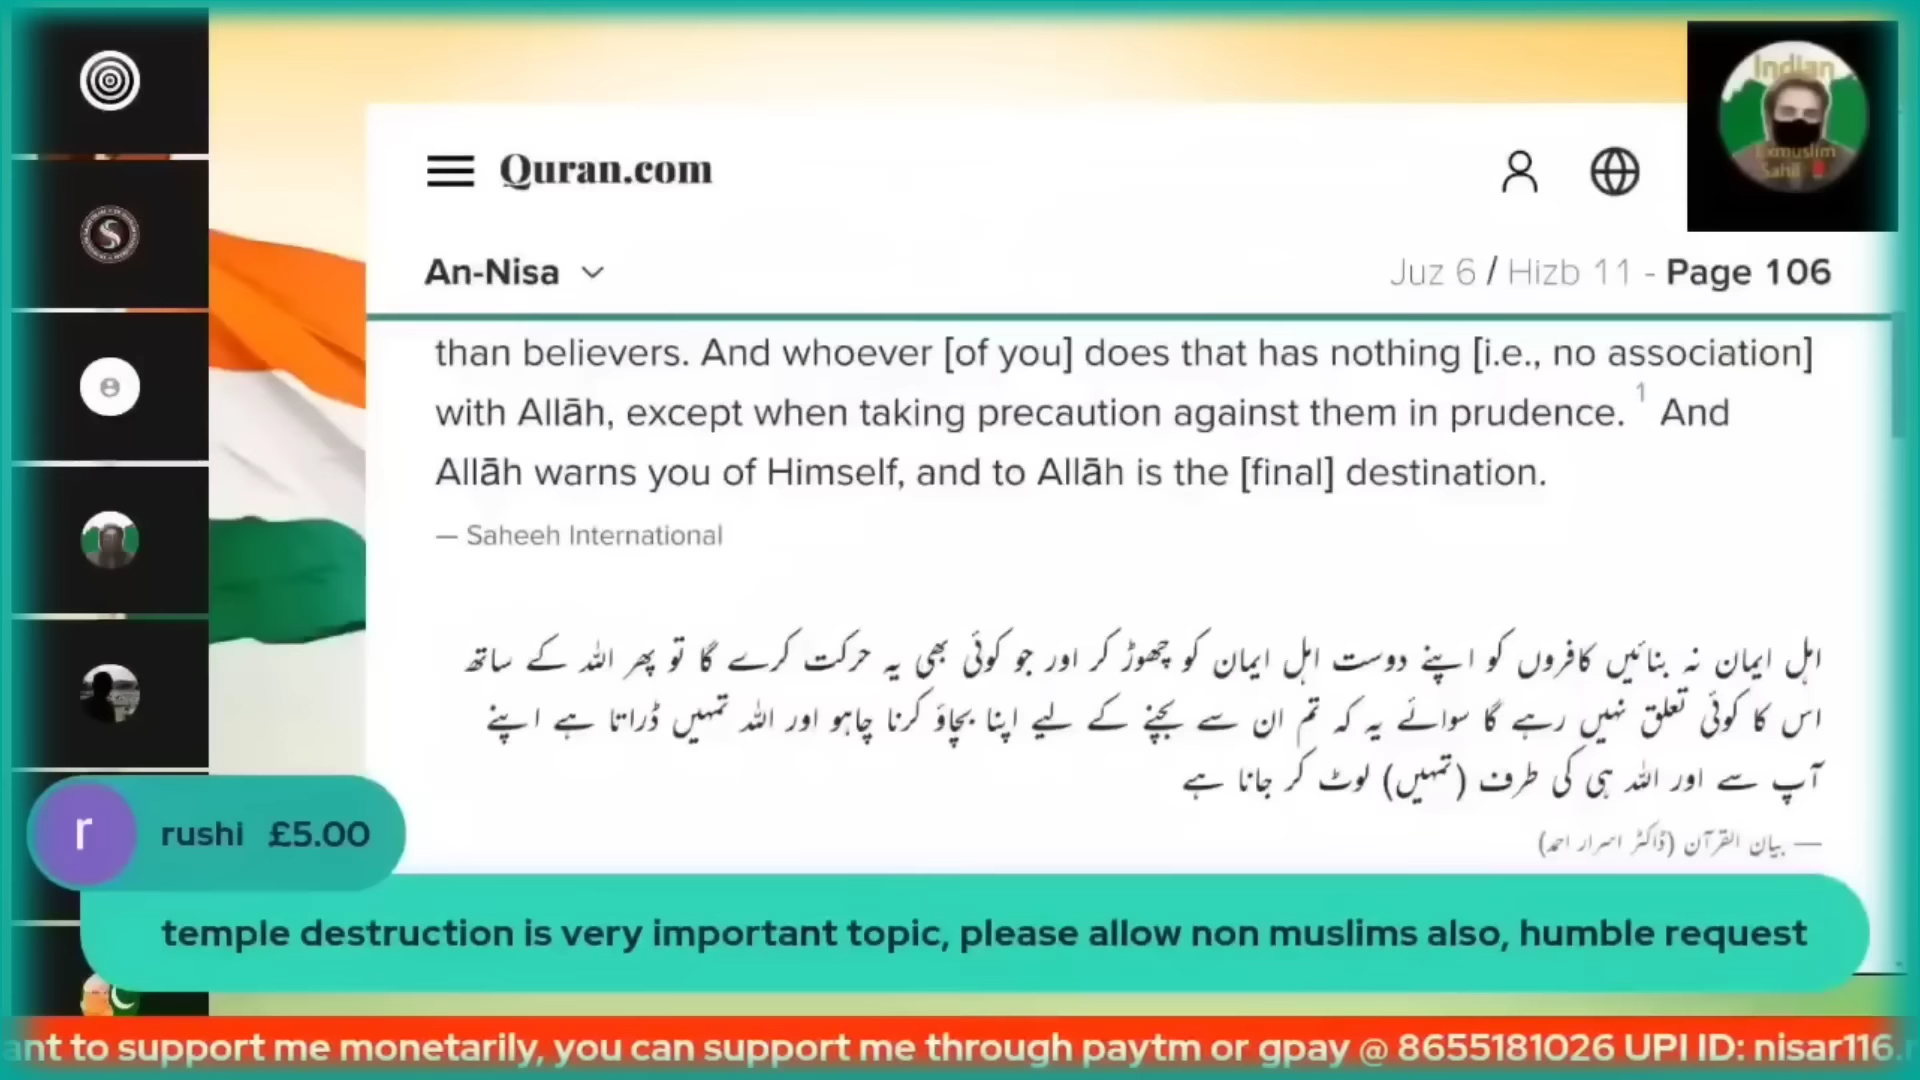 Indian
Exmuslim
Sahil
Quran.com
An-Nisa
Juz 6 / Hizb 11 - Page 106
than believers. And whoever [of you] does that has nothing [i.e., no association]
with Allāh, except when taking precaution against them in prudence. 1 And
Allāh warns you of Himself, and to Allāh is the [final] destination.
— Saheeh International
اہل ایمان نہ بنائیں کافروں کو اپنے دوست اہل ایمان کو چھوڑ کر اور جو کوئی بھی یہ حرکت کرے گا تو پھر اللہ کے ساتھ
اس کا کوئی تعلق نہیں رہے گا سوائے یہ کہ تم ان سے بچنے کے لیے اپنا بچاؤ کرنا چاہو اور اللہ تمہیں ڈراتا ہے اپنے
آپ سے اور اللہ ہی کی طرف (تمہیں) لوٹ کر جانا ہے
— بیان القرآن (ڈاکٹر اسرار احمد)
r
rushi £5.00
temple destruction is very important topic, please allow non muslims also, humble request
ant to support me monetarily, you can support me through paytm or gpay @ 8655181026 UPI ID: nisar116.